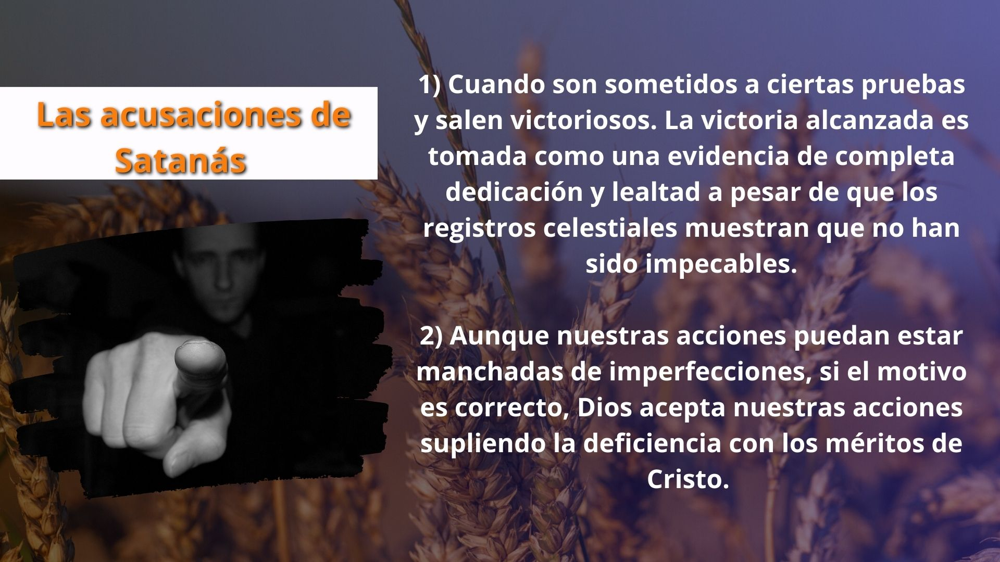 Las acusaciones de
Satanás
1) Cuando son sometidos a ciertas pruebas
y salen victoriosos. La victoria alcanzada es
tomada como una evidencia de completa
dedicación y lealtad a pesar de que los
registros celestiales muestran que no han
sido impecables.
2) Aunque nuestras acciones puedan estar
manchadas de imperfecciones, si el motivo
es correcto, Dios acepta nuestras acciones
supliendo la deficiencia con los méritos de
Cristo.